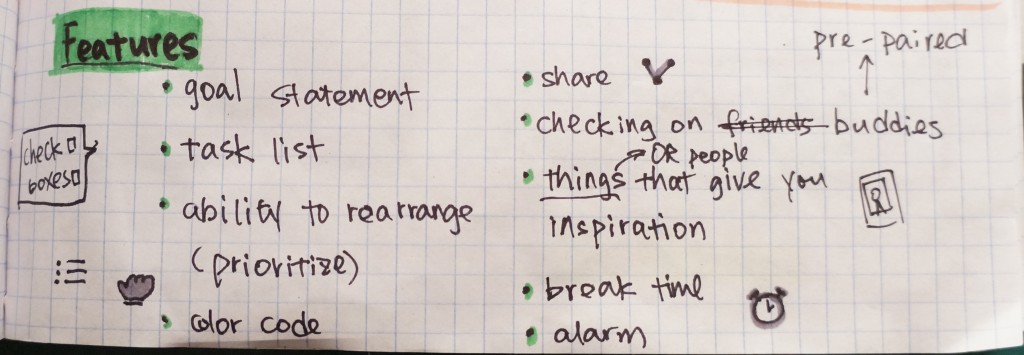 Features
• goal statement
check □
boxes □
• task list
• ability to rearrange
(prioritize)
• color code
• share
pre-paired
• checking on friends buddies
OR people
• things that give you
inspiration
• break time
• alarm